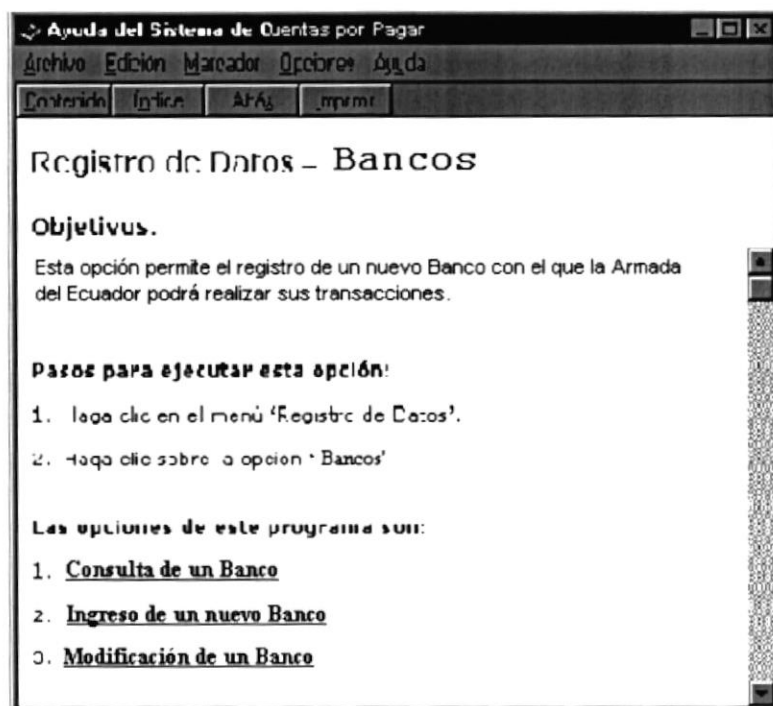 Ayuda del Sistema de Cuentas por Pagar
Archivo Edición Marcador Opciones Ayuda
Contenido Índice Atrás Imprimir
Registro de Datos - Bancos
Objetivos.
Esta opción permite el registro de un nuevo Banco con el que la Armada
del Ecuador podrá realizar sus transacciones.
Pasos para ejecutar esta opción:
1. Haga clic en el menú 'Registro de Datos'.
2. Haga clic sobre la opción ' Bancos'
Las opciones de este programa son:
1. Consulta de un Banco
2. Ingreso de un nuevo Banco
3. Modificación de un Banco